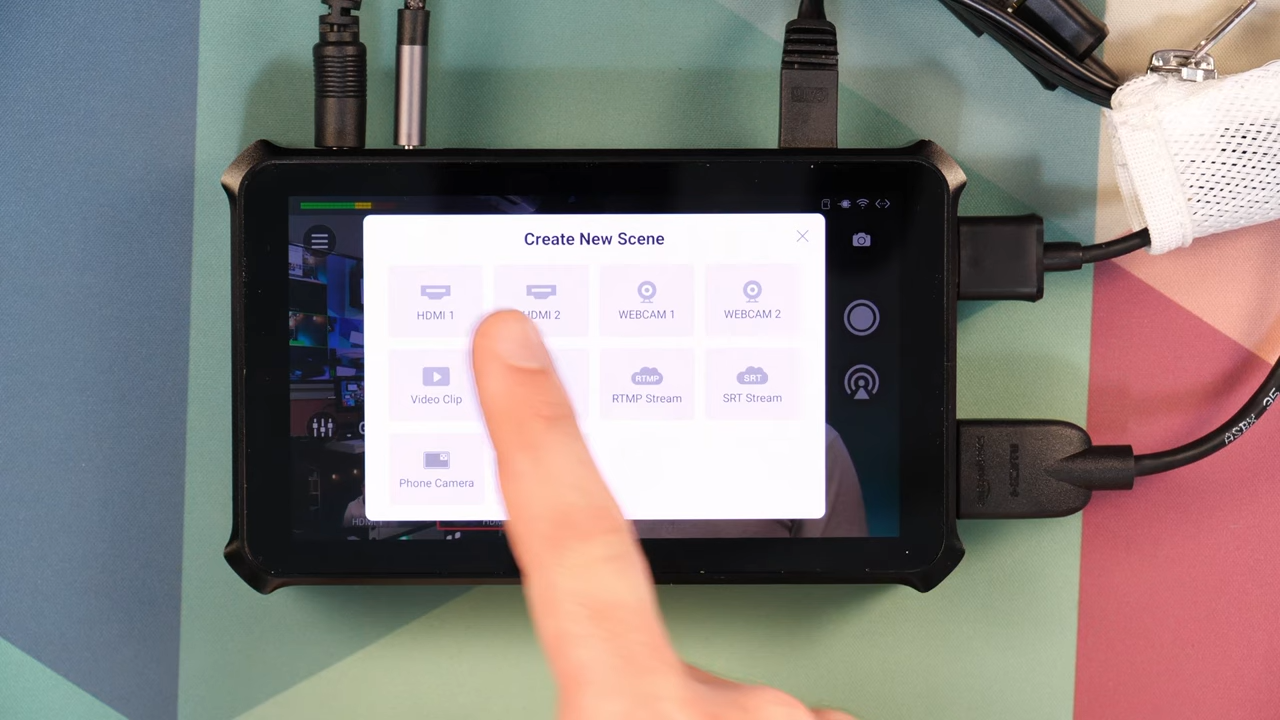 Create New Scene
HDMI 1
HDMI 2
WEBCAM 1
WEBCAM 2
Video Clip
RTMP
RTMP Stream
SRT
SRT Stream
Phone Camera